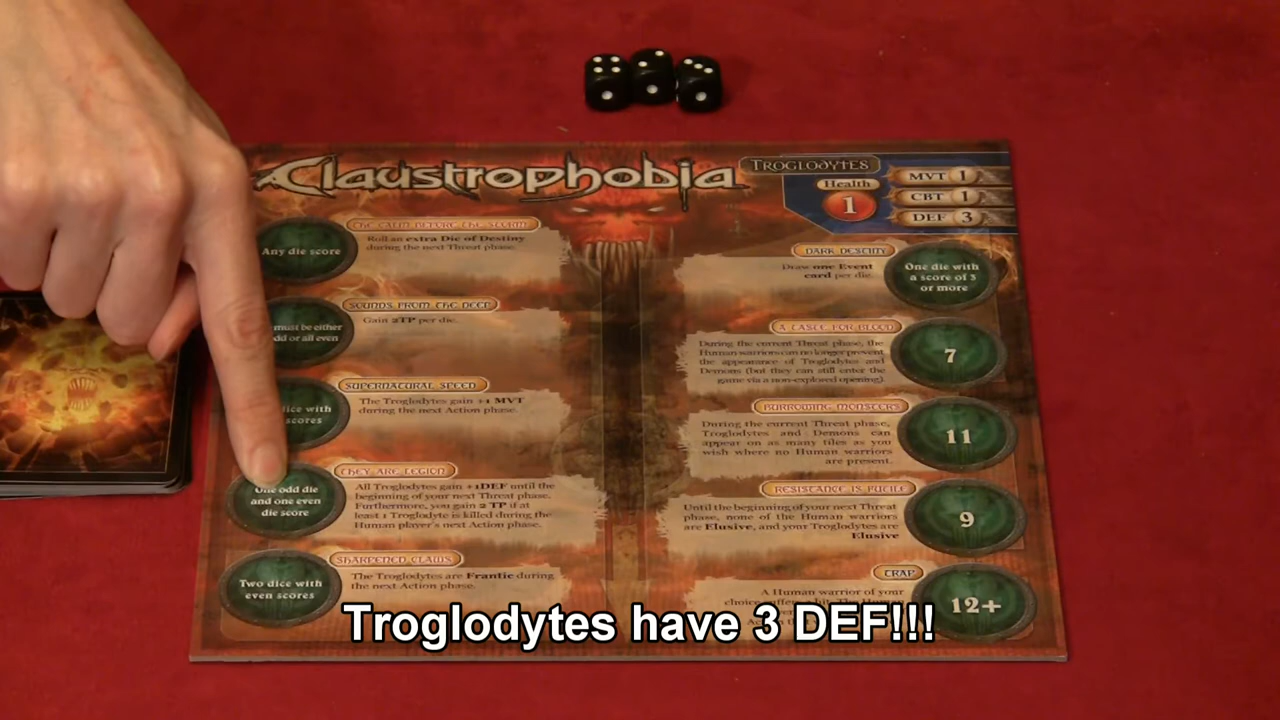 Claustrophobia
TROGLODYTES
Health
1
MVT 1
CBT 1
DEF 3
THE CALM BEFORE THE STORM
Any die score
Roll an extra Die of Destiny
during the next Threat phase.
SOUNDS FROM THE DEEP
must be either
odd or all even
Gain 2TP per die.
SUPERNATURAL SPEED
dice with
scores
The Troglodytes gain +1 MVT
during the next Action phase.
THEY ARE LEGION
One odd die
and one even
die score
All Troglodytes gain +1DEF until the
beginning of your next Threat phase.
Furthermore, you gain 2 TP if at
least 1 Troglodyte is killed during the
Human player's next Action phase.
SHARPENED CLAWS
Two dice with
even scores
The Troglodytes are Frantic during
the next Action phase.
DARK DESTINY
Draw one Event
card per die.
One die with
a score of 3
or more
A TASTE FOR BLOOD
During the current Threat phase, the
Human warriors can no longer prevent
the appearance of Troglodytes and
Demons (but they can still enter the
game via a non-explored opening).
7
BURROWING MONSTERS
During the current Threat phase,
Troglodytes and Demons can
appear on as many tiles as you
wish where no Human warriors
are present.
11
RESISTANCE IS FUTILE
Until the beginning of your next Threat
phase, none of the Human warriors
are Elusive, and your Troglodytes are
Elusive
9
TRAP
A Human warrior of your
12+
Troglodytes have 3 DEF!!!